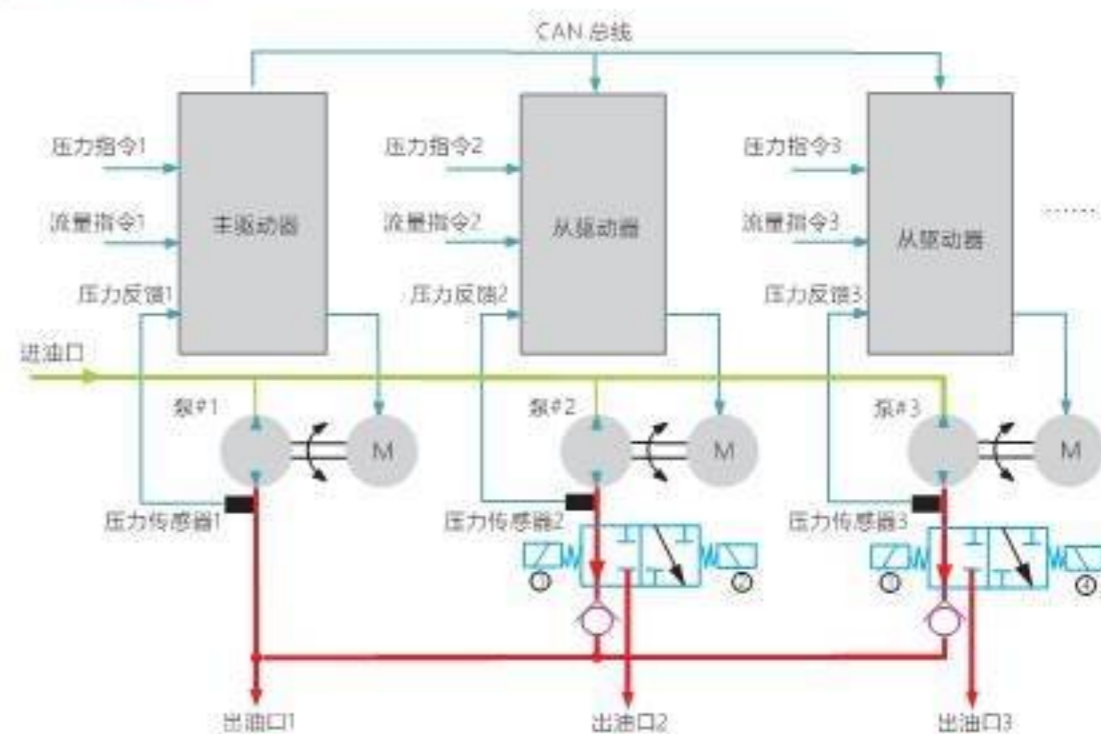 CAN 总线
压力指令1
压力指令2
压力指令3
流量指令1
主驱动器
流量指令2
从驱动器
流量指令3
从驱动器
........
压力反馈1
压力反馈2
压力反馈3
进油口
泵#1
泵#2
泵#3
M
M
M
压力传感器1
压力传感器2
压力传感器3
②
④
出油口1
出油口2
出油口3